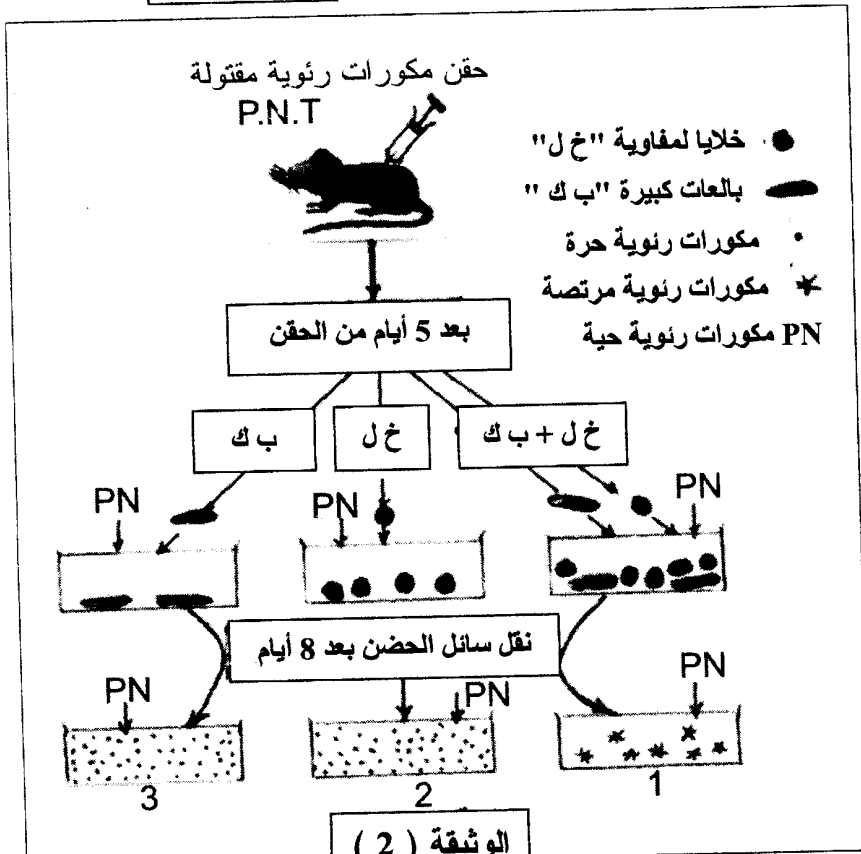 حقن مكورات رئوية مقتولة
P.N.T
خلايا لمفاوية "خ ل"
بالعات كبيرة "ب ك "
مكورات رئوية حرة
مكورات رئوية مرتصة
PN مكورات رئوية حية
بعد 5 أيام من الحقن
خ ل + ب ك
خ ل
ب ك
PN
PN
PN
نقل سائل الحضن بعد 8 أيام
PN
PN
PN
1
2
3
الوثيقة ( 2 )